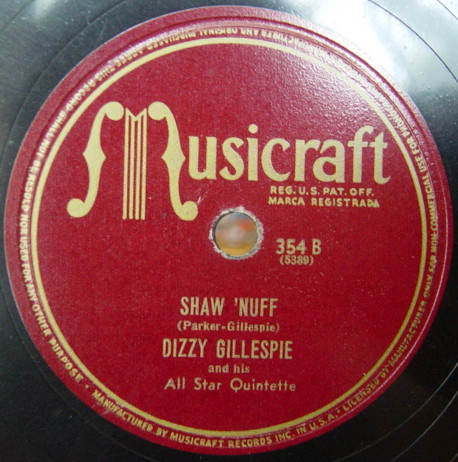 Musicraft
REG. U.S. PAT. OFF.
MARCA REGISTRADA
354 B
(5389)
SHAW 'NUFF
(Parker-Gillespie)
DIZZY GILLESPIE
and his
All Star Quintette
MANUFACTURED BY MUSICRAFT RECORDS INC. IN U.S.A. • LICENSED BY MANUFACTURER ONLY FOR NON-COMMERCIAL USE
NOR USED FOR ANY OTHER PURPOSE •